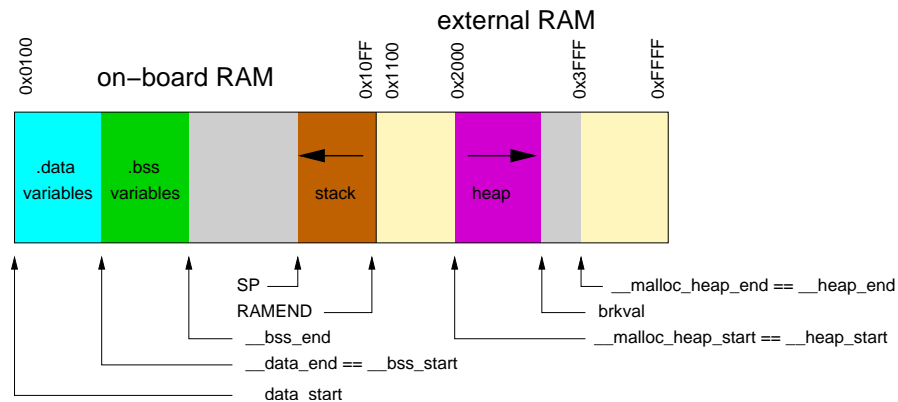 external RAM
on−board RAM
0x0100
0x10FF
0x1100
0x2000
0x3FFF
0xFFFF
.data
variables
.bss
variables
stack
heap
SP
RAMEND
__bss_end
__data_end == __bss_start
data_start
__malloc_heap_end == __heap_end
brkval
__malloc_heap_start == __heap_start